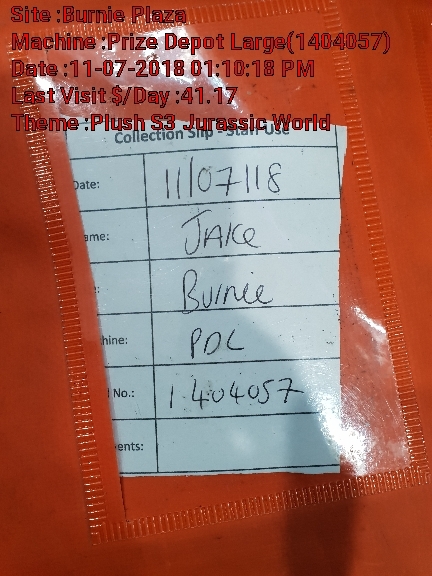 Site :Burnie Plaza
Machine :Prize Depot Large(1404057)
Date :11-07-2018 01:10:18 PM
Last Visit $/Day :41.17
Theme :Plush S3 Jurassic World
Collection Slip - Staff Use
Date: 11/07/18
ame: JAKE
: Burnie
hine: PDL
No.: 1404057
ents: